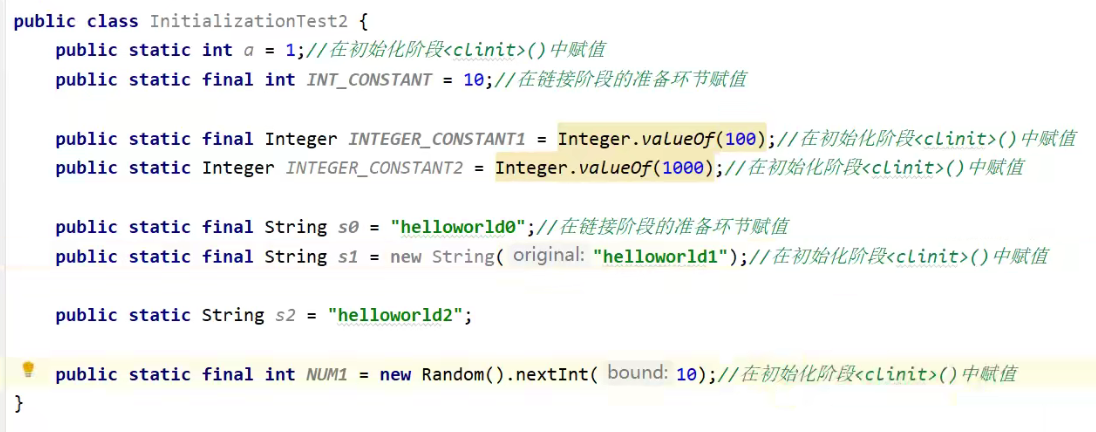 public class InitializationTest2 {
public static int a = 1;//在初始化阶段<clinit>()中赋值
public static final int INT_CONSTANT = 10;//在链接阶段的准备环节赋值
public static final Integer INTEGER_CONSTANT1 = Integer.valueOf(100);//在初始化阶段<clinit>()中赋值
public static Integer INTEGER_CONSTANT2 = Integer.valueOf(1000);//在初始化阶段<clinit>()中赋值
public static final String s0 = "helloworld0";//在链接阶段的准备环节赋值
public static final String s1 = new String( original: "helloworld1");//在初始化阶段<clinit>()中赋值
public static String s2 = "helloworld2";
public static final int NUM1 = new Random().nextInt( bound: 10);//在初始化阶段<clinit>()中赋值
}